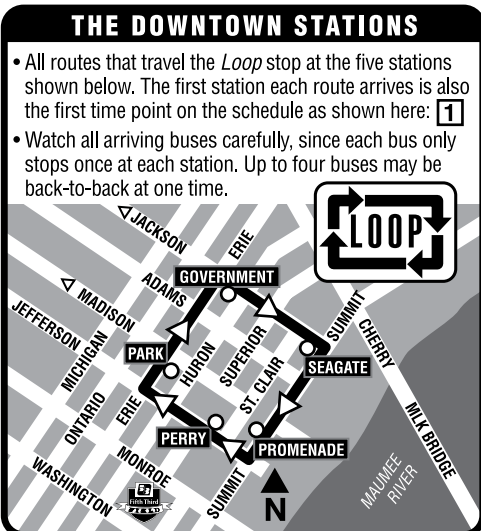 THE DOWNTOWN STATIONS
• All routes that travel the Loop stop at the five stations
shown below. The first station each route arrives is also
the first time point on the schedule as shown here: 1
• Watch all arriving buses carefully, since each bus only
stops once at each station. Up to four buses may be
back-to-back at one time.
LOOP
JACKSON
ERIE
ADAMS
GOVERNMENT
MADISON
JEFFERSON
MICHIGAN
SUMMIT
CHERRY
PARK
HURON
SUPERIOR
ST. CLAIR
SEAGATE
ONTARIO
ERIE
PERRY
PROMENADE
MLK BRIDGE
MONROE
WASHINGTON
SUMMIT
MAUMEE
RIVER
Fifth Third
FIELD
N